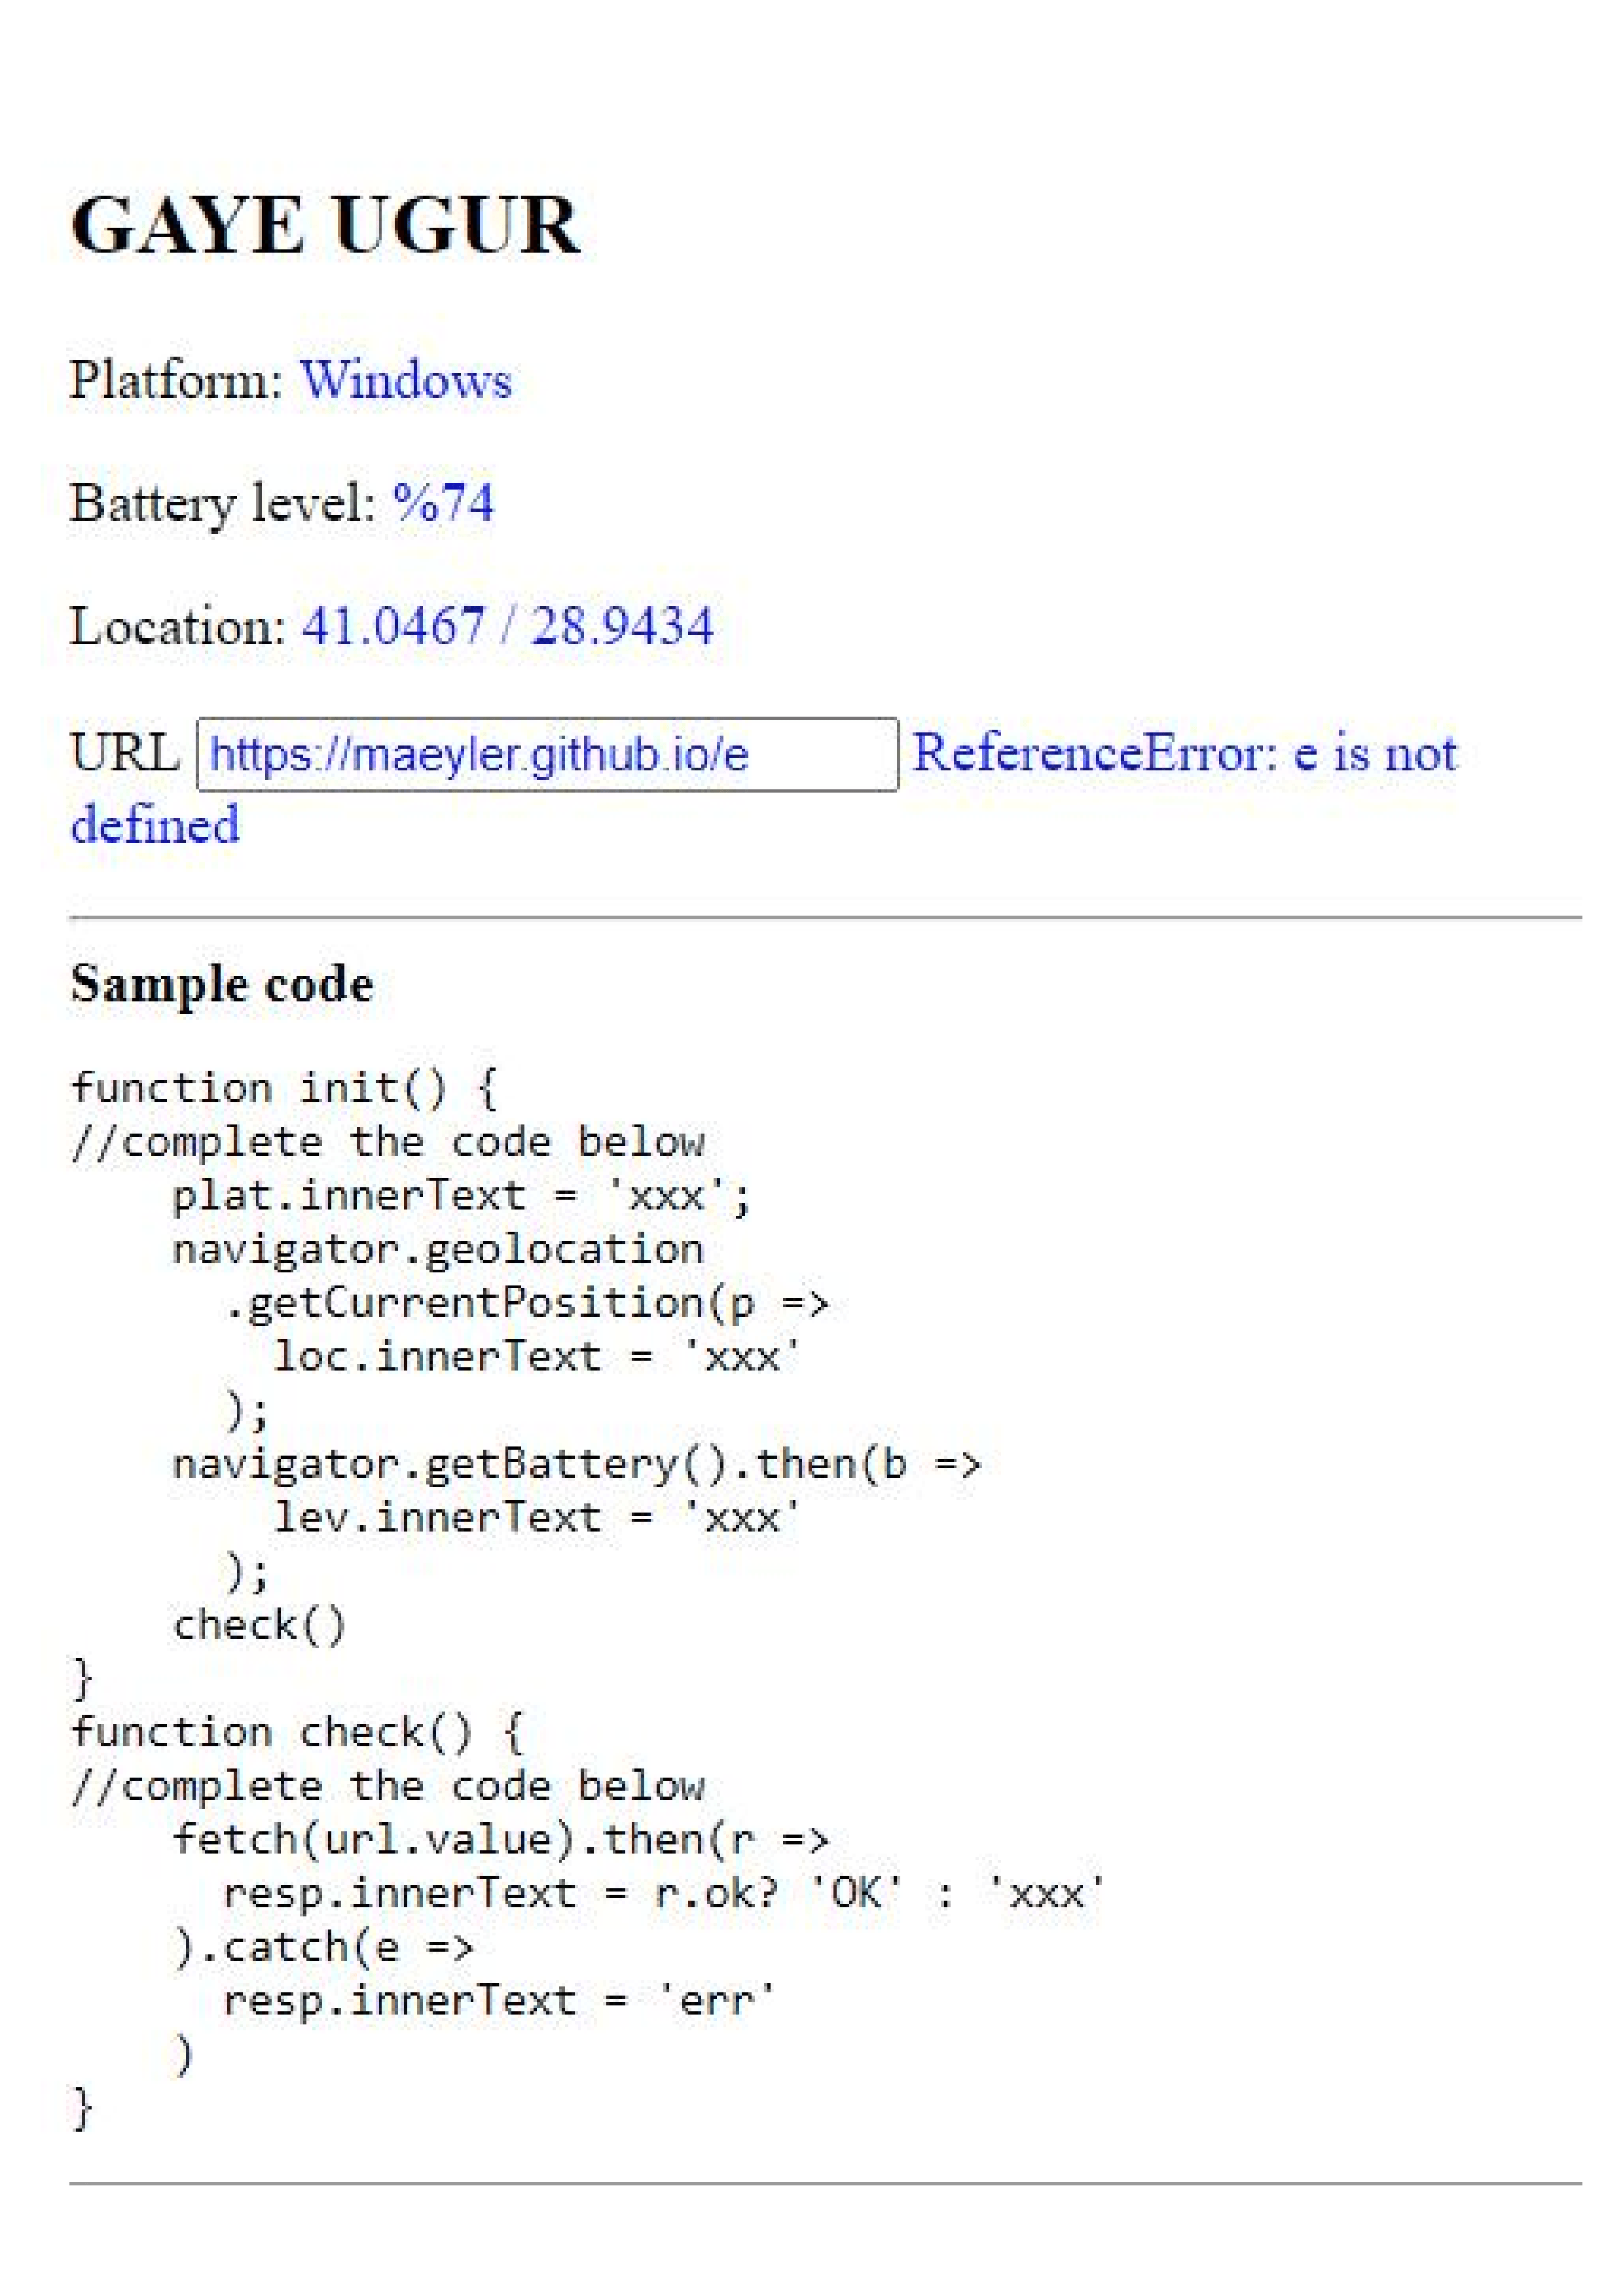 GAYE UGUR
Platform: Windows
Battery level: %74
Location: 41.0467 / 28.9434
URL https://maeyler.github.io/e ReferenceError: e is not
defined
Sample code
function init() {
//complete the code below
    plat.innerText = 'xxx';
    navigator.geolocation
      .getCurrentPosition(p =>
        loc.innerText = 'xxx'
      );
    navigator.getBattery().then(b =>
        lev.innerText = 'xxx'
      );
    check()
}
function check() {
//complete the code below
    fetch(url.value).then(r =>
      resp.innerText = r.ok? 'OK' : 'xxx'
    ).catch(e =>
      resp.innerText = 'err'
    )
}